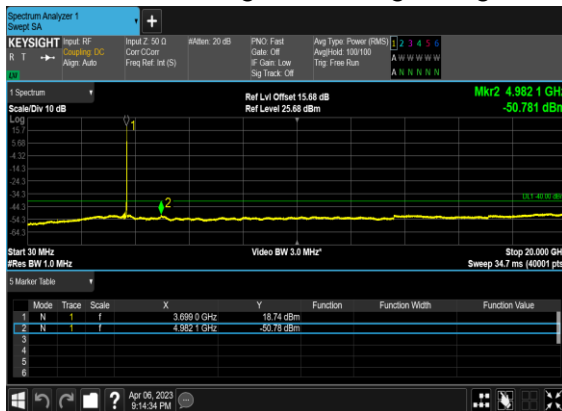 Spectrum Analyzer 1
Swept SA
KEYSIGHT Input: RF Input Z: 50 Ω #Atten: 20 dB PNO: Fast Avg Type: Power (RMS) 1 2 3 4 5 6
R T Coupling: DC Corr CCorr Gate: Off Avg|Hold: 100/100 A W W W W W
Align: Auto Freq Ref: Int (S) IF Gain: Low Trig: Free Run
LXI Sig Track: Off A N N N N N
1 Spectrum Ref Lvl Offset 15.68 dB Mkr2 4.982 1 GHz
Scale/Div 10 dB Ref Level 25.68 dBm -50.781 dBm
Log
15.7
5.68
-4.32
-14.3
-24.3
-34.3
-44.3
-54.3
-64.3
1
2
Start 30 MHz Video BW 3.0 MHz* Stop 20.000 GHz
#Res BW 1.0 MHz Sweep 34.7 ms (40001 pts)
5 Marker Table
Mode Trace Scale X Y Function Function Width Function Value
1 N 1 f 3.699 0 GHz 18.74 dBm
2 N 1 f 4.982 1 GHz -50.78 dBm
3
4
5
6
? Apr 06, 2023
9:14:34 PM